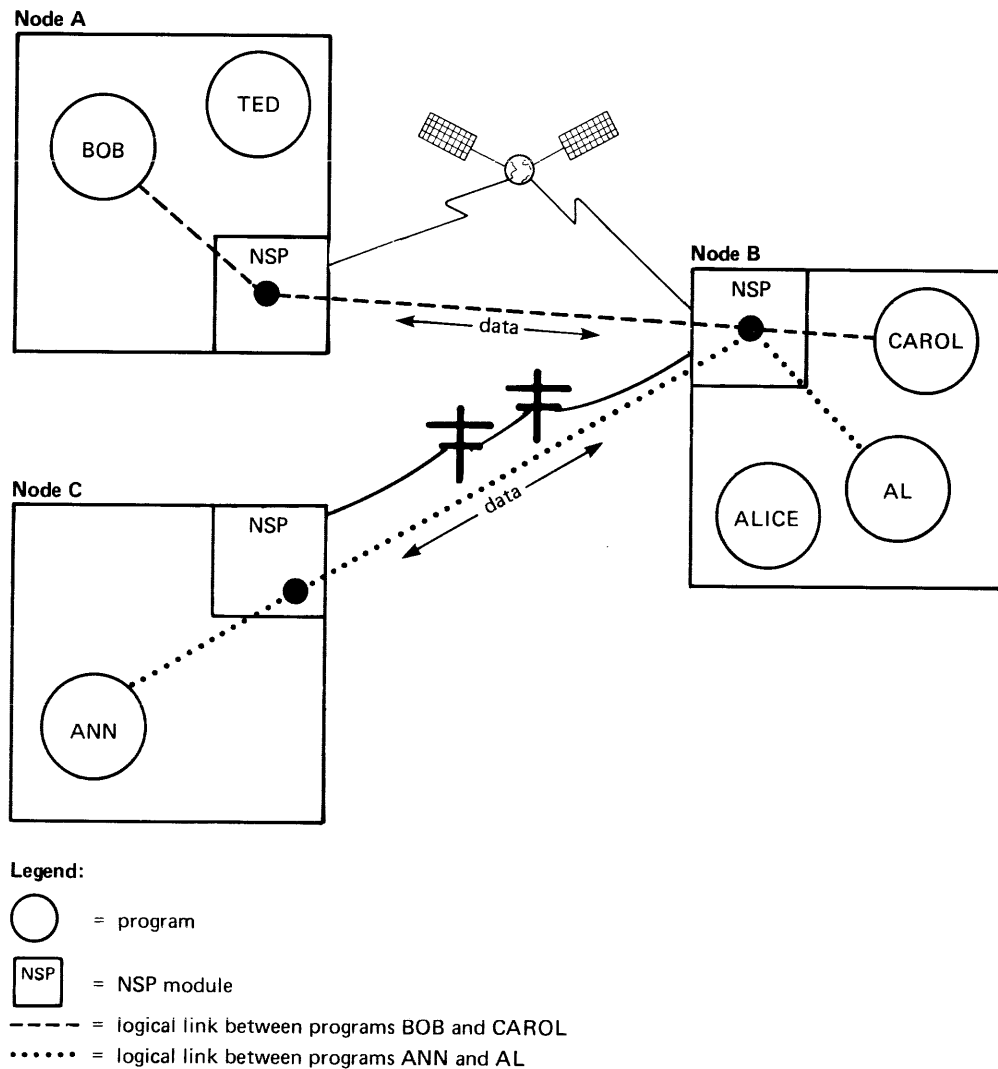 Node A
TED
BOB
NSP
Node B
NSP
CAROL
data
Node C
NSP
data
AL
ALICE
ANN
Legend:
= program
NSP
= NSP module
= logical link between programs BOB and CAROL
= logical link between programs ANN and AL